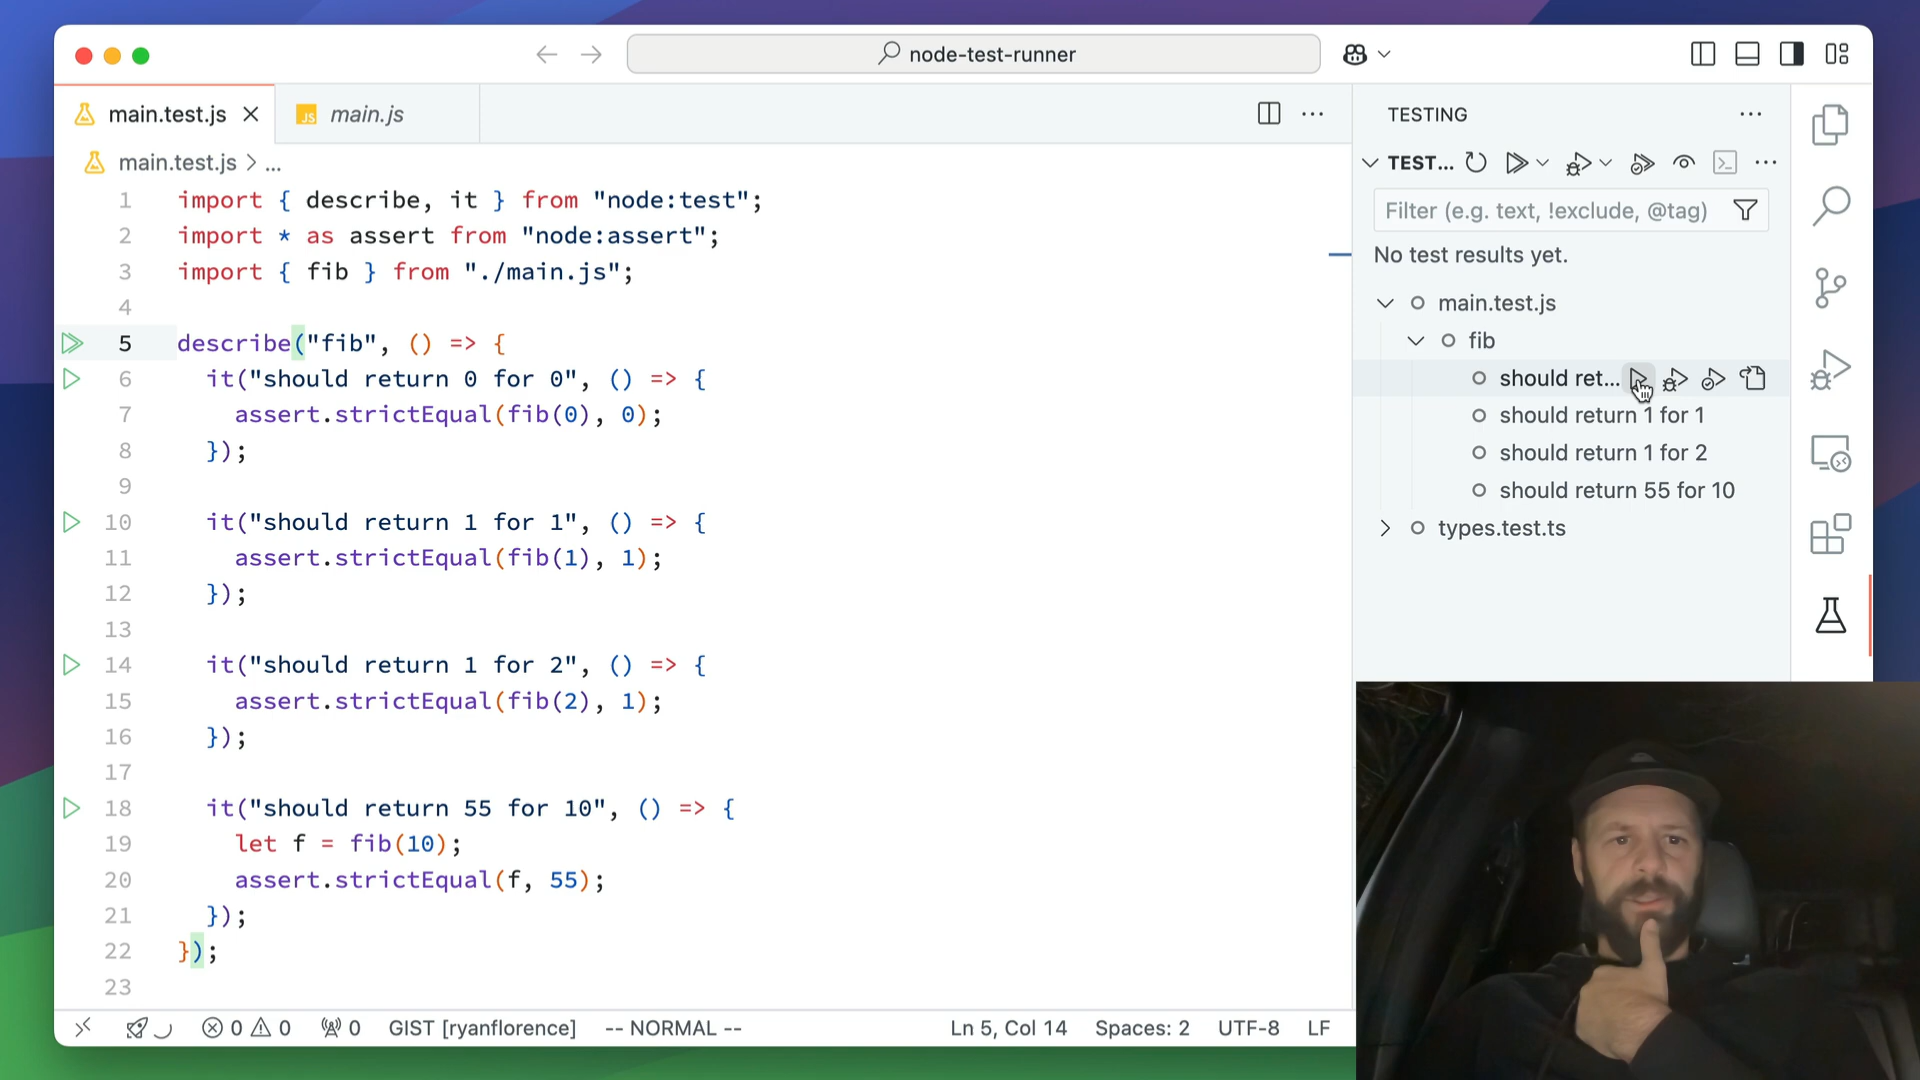 node-test-runner
main.test.js
JS main.js
main.test.js > ...
1 import { describe, it } from "node:test";
2 import * as assert from "node:assert";
3 import { fib } from "./main.js";
4
5 describe("fib", () => {
6 it("should return 0 for 0", () => {
7 assert.strictEqual(fib(0), 0);
8 });
9
10 it("should return 1 for 1", () => {
11 assert.strictEqual(fib(1), 1);
12 });
13
14 it("should return 1 for 2", () => {
15 assert.strictEqual(fib(2), 1);
16 });
17
18 it("should return 55 for 10", () => {
19 let f = fib(10);
20 assert.strictEqual(f, 55);
21 });
22 });
23
TESTING
TEST...
Filter (e.g. text, !exclude, @tag)
No test results yet.
main.test.js
fib
should ret...
should return 1 for 1
should return 1 for 2
should return 55 for 10
types.test.ts
0 0 0 GIST [ryanflorence] -- NORMAL -- Ln 5, Col 14 Spaces: 2 UTF-8 LF